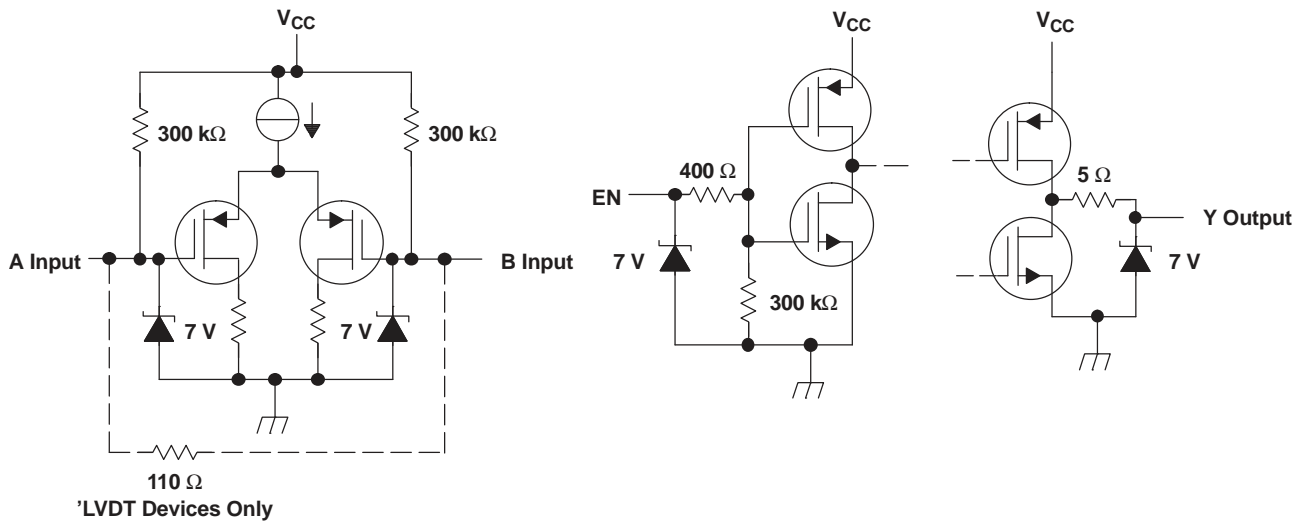 VCC
300 kΩ
300 kΩ
A Input
B Input
7 V
7 V
110 Ω
’LVDT Devices Only
VCC
400 Ω
EN
7 V
300 kΩ
VCC
5 Ω
Y Output
7 V